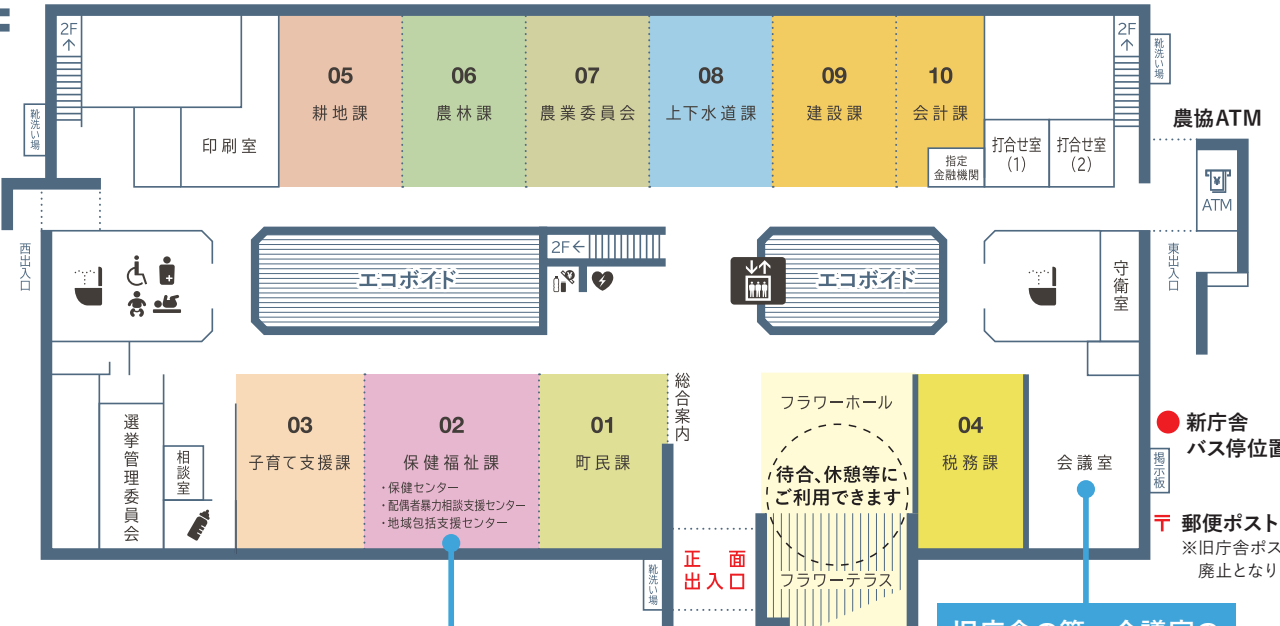 2F
2F
靴洗い場
05
耕地課
06
農林課
07
農業委員会
08
上下水道課
09
建設課
10
会計課
靴洗い場
印刷室
指定
金融機関
打合せ室
(1)
打合せ室
(2)
農協ATM
ATM
西出入口
エコボイド
2F
エコボイド
守衛室
東出入口
選挙管理委員会
相談室
03
子育て支援課
02
保健福祉課
・保健センター
・配偶者暴力相談支援センター
・地域包括支援センター
01
町民課
総合案内
フラワーホール
待合、休憩等に
ご利用できます
フラワーテラス
04
税務課
会議室
新庁舎
バス停位置
掲示板
〒 郵便ポスト
※旧庁舎ポス
廃止となり
靴洗い場
正面
出入口